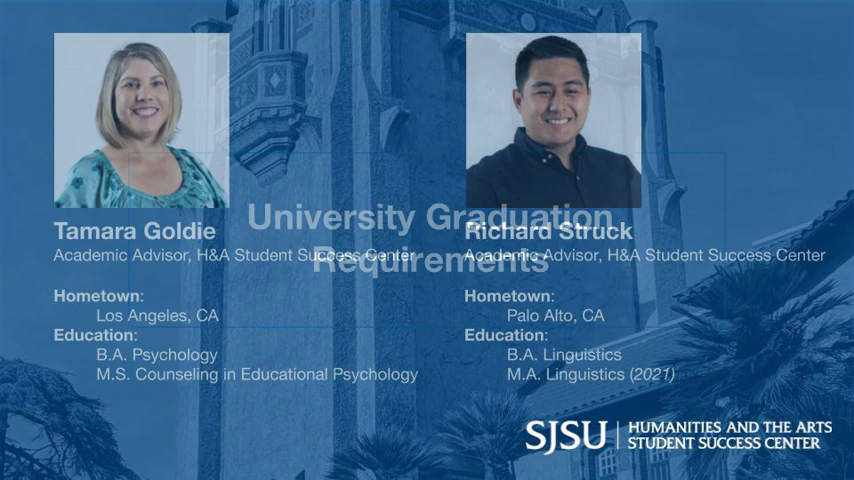 Tamara Goldie
Academic Advisor, H&A Student Success Center
Hometown:
Los Angeles, CA
Education:
B.A. Psychology
M.S. Counseling in Educational Psychology
University Graduation
Requirements
Richard Struck
Academic Advisor, H&A Student Success Center
Hometown:
Palo Alto, CA
Education:
B.A. Linguistics
M.A. Linguistics (2021)
SJSU | HUMANITIES AND THE ARTS
STUDENT SUCCESS CENTER